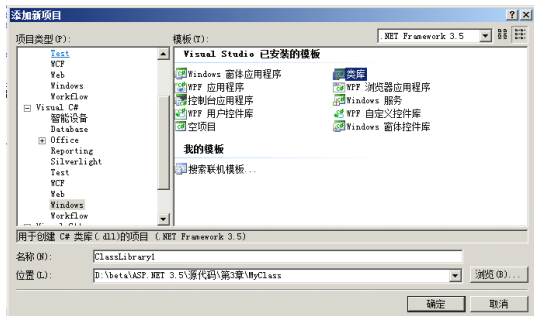 添加新项目
项目类型(P):
模板(T):
.NET Framework 3.5
Test
WCF
Web
Windows
Workflow
Visual C#
智能设备
Database
Office
Reporting
Silverlight
Test
WCF
Web
Windows
Workflow
Visual Studio 已安装的模板
Windows 窗体应用程序
类库
WPF 应用程序
WPF 浏览器应用程序
控制台应用程序
Windows 服务
WPF 用户控件库
WPF 自定义控件库
空项目
Windows 窗体控件库
我的模板
搜索联机模板...
用于创建 C# 类库(.dll)的项目 (.NET Framework 3.5)
名称(N):
ClassLibrary1
位置(L):
D:\beta\ASP.NET 3.5\源代码\第3章\MyClass
浏览(B)...
确定
取消